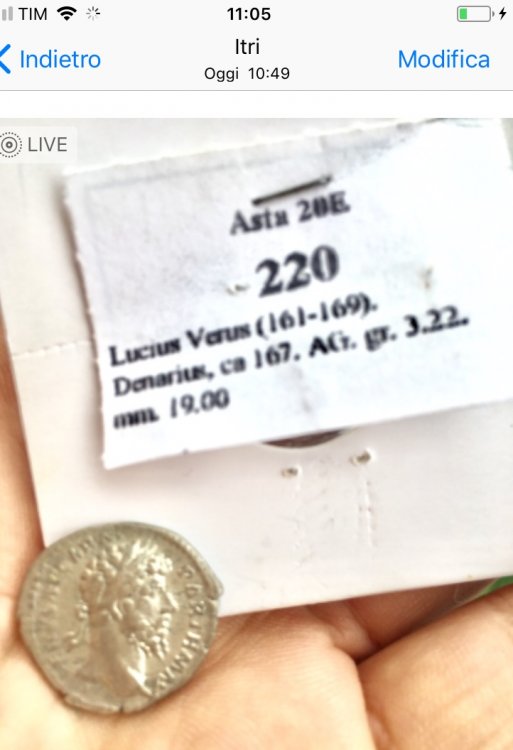 TIM
11:05
Indietro
Itri
Modifica
Oggi 10:49
LIVE
Asta 20E
220
Lucius Verus (161-169).
Denarius, ca 167. AG. gr. 3.22.
mm. 19.00